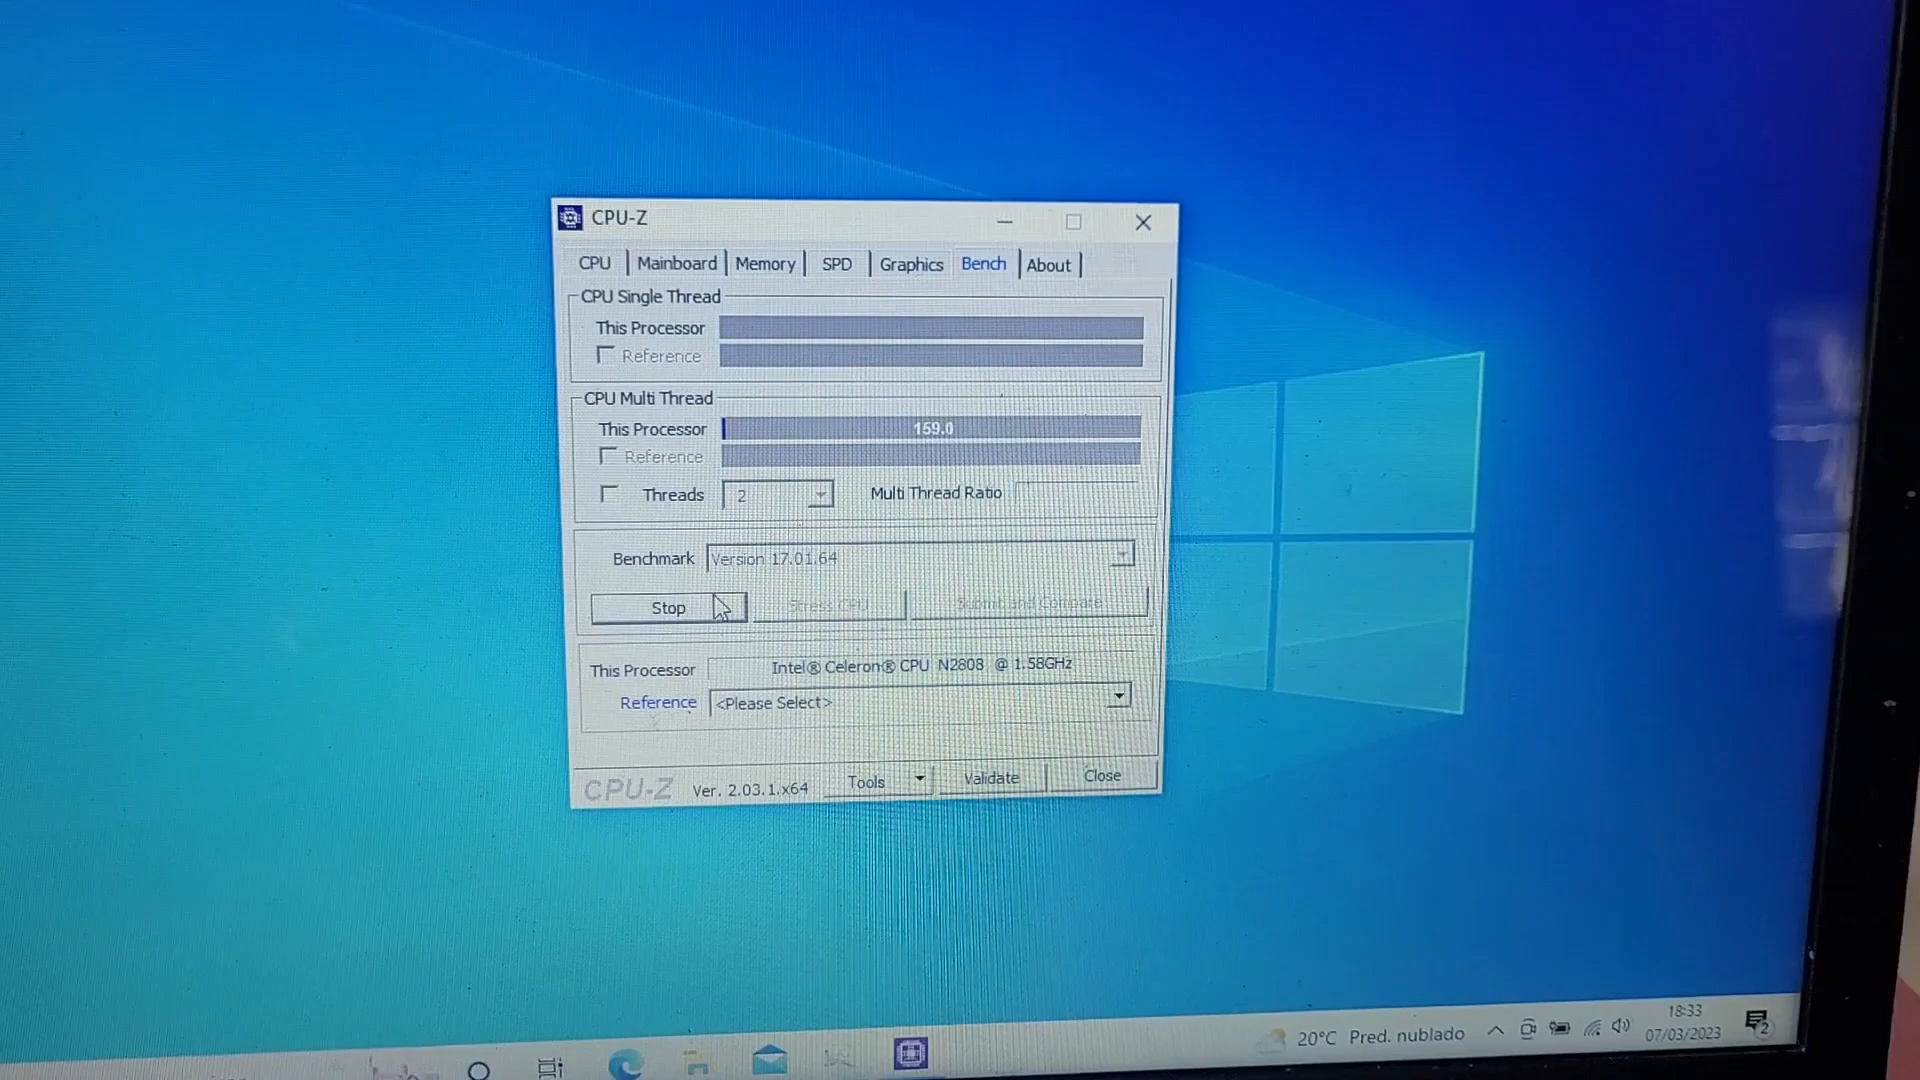 CPU-Z
CPU Mainboard Memory SPD Graphics Bench About
CPU Single Thread
This Processor
Reference
CPU Multi Thread
This Processor 159.0
Reference
Threads 2 Multi Thread Ratio
Benchmark Version 17.01.64
Stop Stress CPU Submit and Compare
This Processor Intel® Celeron® CPU N2808 @ 1.58GHz
Reference <Please Select>
CPU-Z Ver. 2.03.1.x64 Tools Validate Close
20°C Pred. nublado
18:33
07/03/2023
2